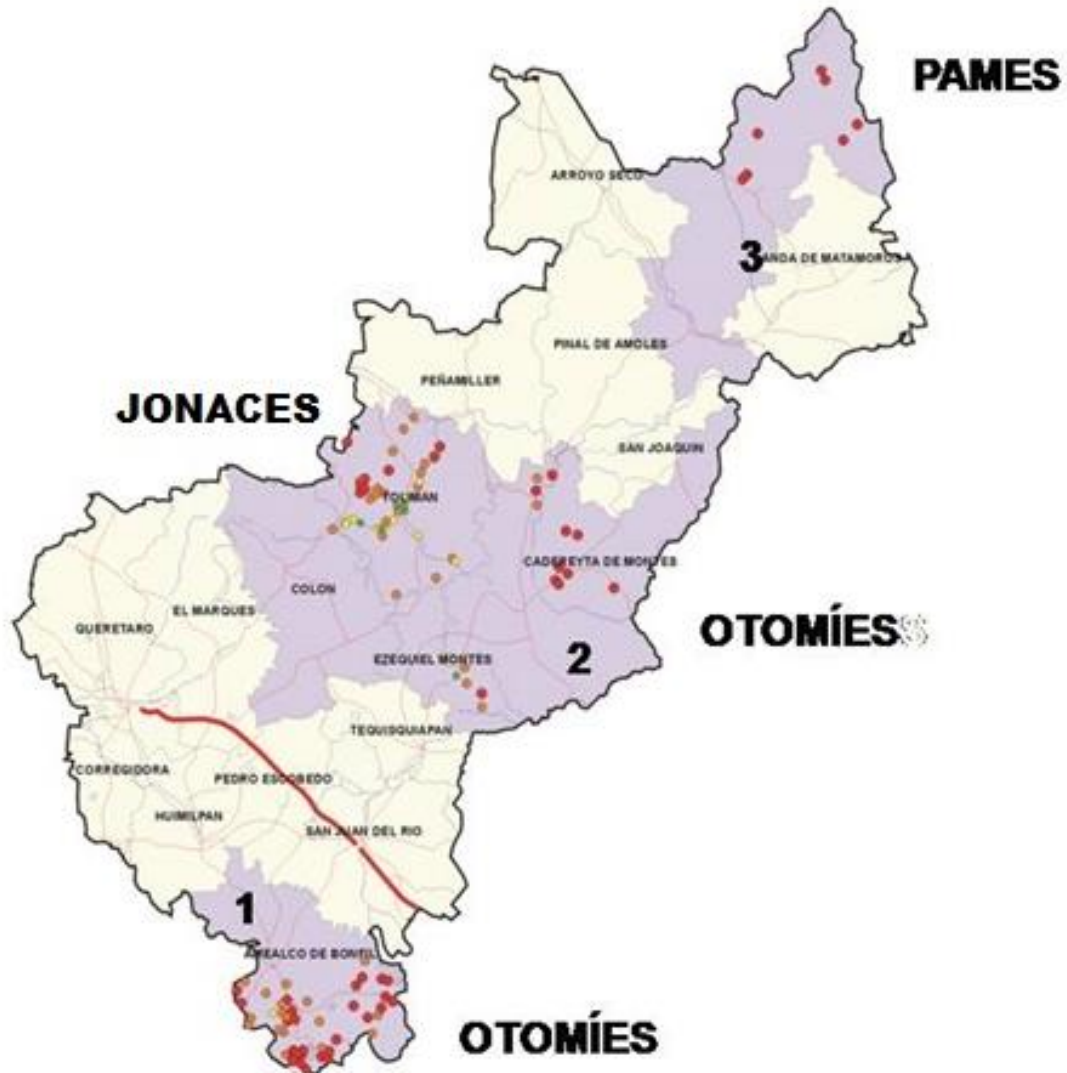 PAMES
ARROYO SECO
3
ANDA DE MATAMOROS
PINAL DE AMOLES
PEÑAMILLER
JONACES
SAN JOAQUIN
TOLIMAN
CADEREYTA DE MONTES
COLON
EL MARQUES
QUERETARO
OTOMÍES
EZEQUIEL MONTES
2
TEQUISQUIAPAN
CORREGIDORA
PEDRO ESCOBEDO
HUIMILPAN
SAN JUAN DEL RIO
1
AMEALCO DE BONFIL
OTOMÍES